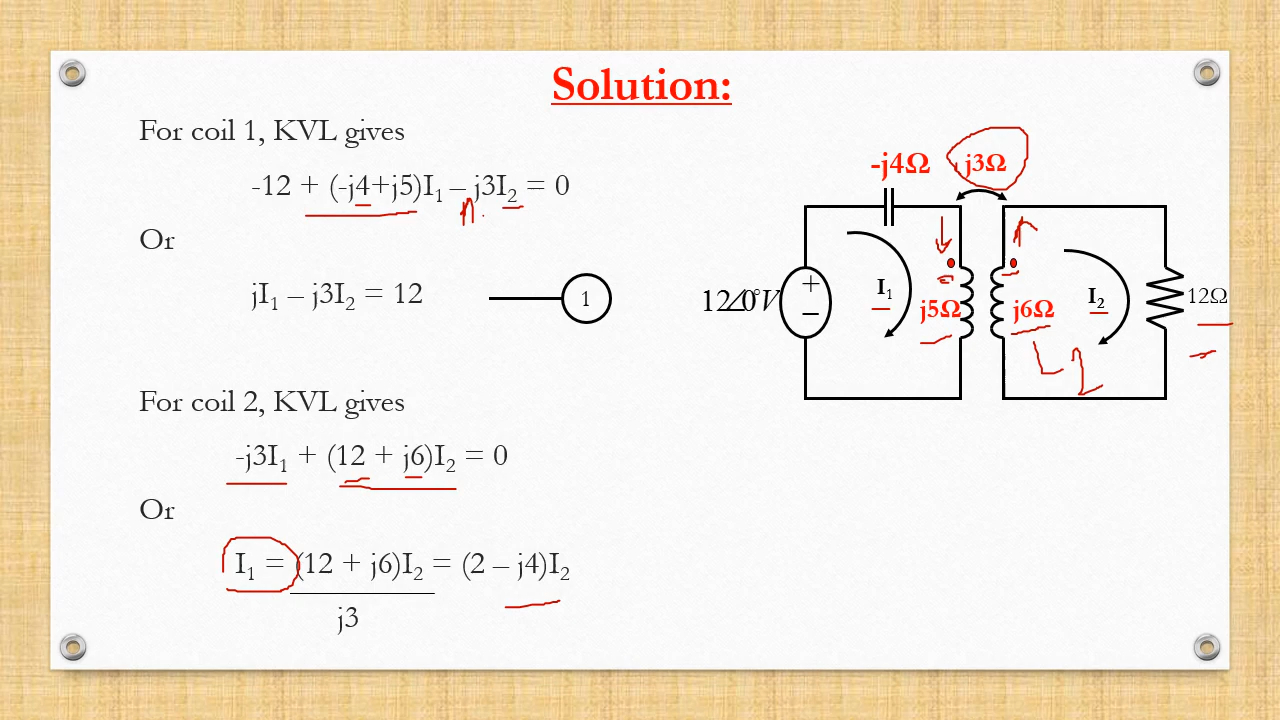 Solution:
For coil 1, KVL gives
-12 + (-j4+j5)I₁ – j3I₂ = 0
Or
jI₁ – j3I₂ = 12
1
For coil 2, KVL gives
-j3I₁ + (12 + j6)I₂ = 0
Or
I₁ = (12 + j6)I₂ = (2 – j4)I₂
j3
-j4Ω
j3Ω
12∠0°V
+
–
I₁
j5Ω
j6Ω
I₂
12Ω
L2